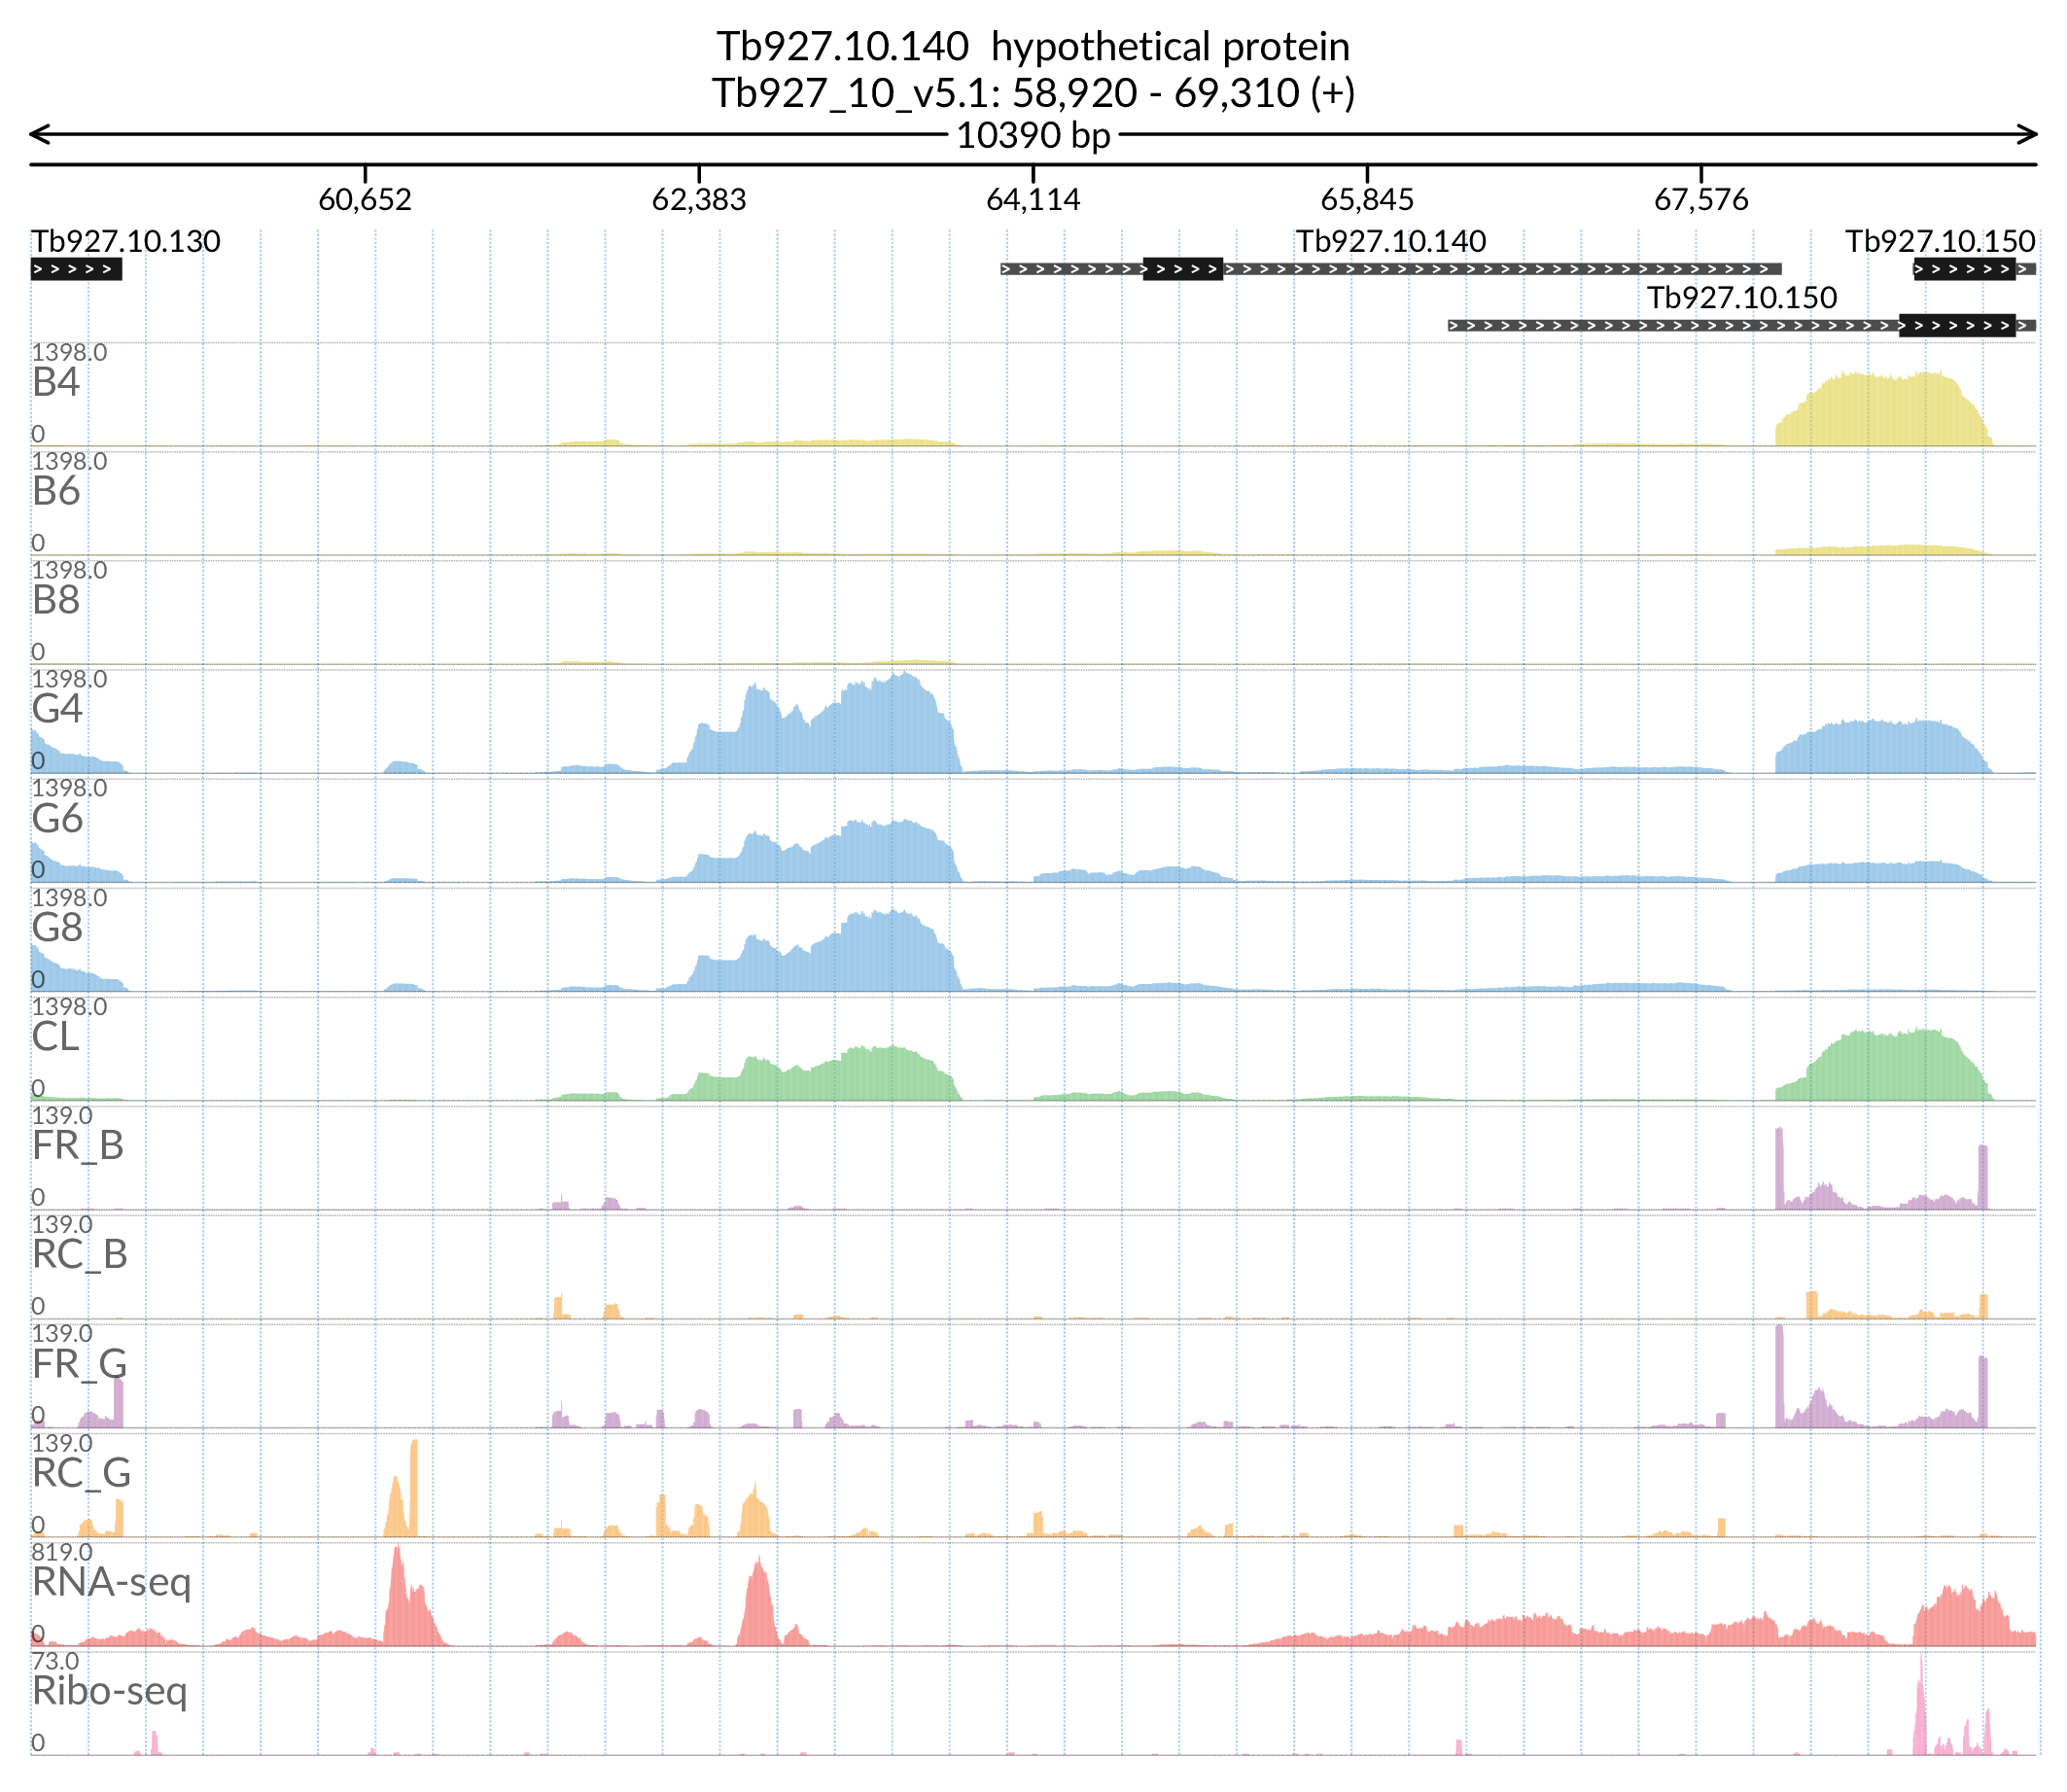 Tb927.10.140  hypothetical protein
Tb927_10_v5.1: 58,920 - 69,310 (+)
10390 bp
60,652 62,383 64,114 65,845 67,576
Tb927.10.130 Tb927.10.140 Tb927.10.150
Tb927.10.150
1398.0
B4
0
1398.0
B6
0
1398.0
B8
0
1398.0
G4
0
1398.0
G6
0
1398.0
G8
0
1398.0
CL
0
139.0
FR_B
0
139.0
RC_B
0
139.0
FR_G
0
139.0
RC_G
0
819.0
RNA-seq
0
73.0
Ribo-seq
0